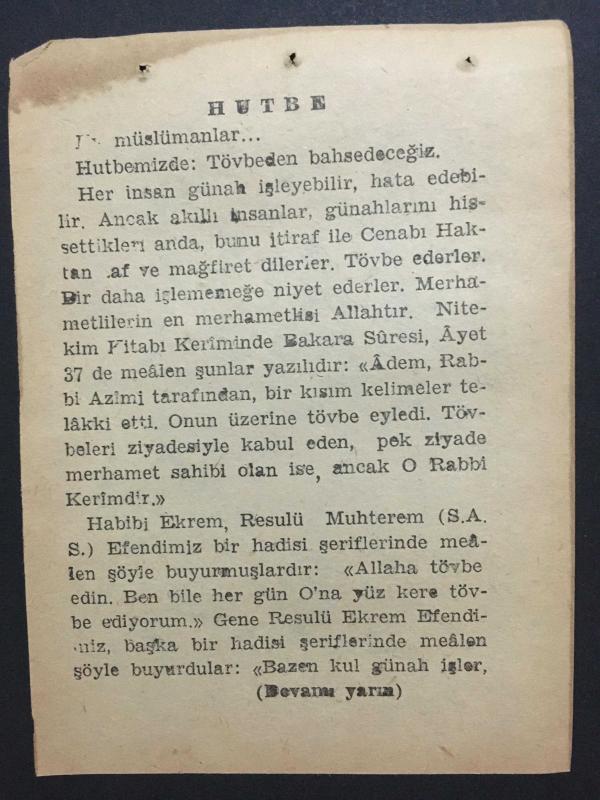 HUTBE
müslümanlar...
Hutbemizde: Tövbeden bahsedeceğiz.
Her insan günah işleyebilir, hata edebi-
lir. Ancak akıllı insanlar, günahlarını his-
settikleri anda, bunu itiraf ile Cenabı Hak-
tan af ve mağfiret dilerler. Tövbe ederler.
Bir daha işlememeğe niyet ederler. Merha-
metlilerin en merhametlisi Allahtır. Nite-
kim Kitabı Kerîminde Bakara Sûresi, Âyet
37 de meâlen şunlar yazılıdır: «Âdem, Rab-
bi Azîmi tarafından, bir kısım kelimeler te-
lâkki etti. Onun üzerine tövbe eyledi. Töv-
beleri ziyadesiyle kabul eden, pek ziyade
merhamet sahibi olan ise, ancak O Rabbi
Kerîmdir.»
Habibi Ekrem, Resulü Muhterem (S.A.
S.) Efendimiz bir hadisi şeriflerinde meâ-
len şöyle buyurmuşlardır: «Allaha tövbe
edin. Ben bile her gün O'na yüz kere töv-
be ediyorum.» Gene Resulü Ekrem Efendi-
miz, başka bir hadisi şeriflerinde meâlen
şöyle buyurdular: «Bazen kul günah işler,
(Devamı yarın)